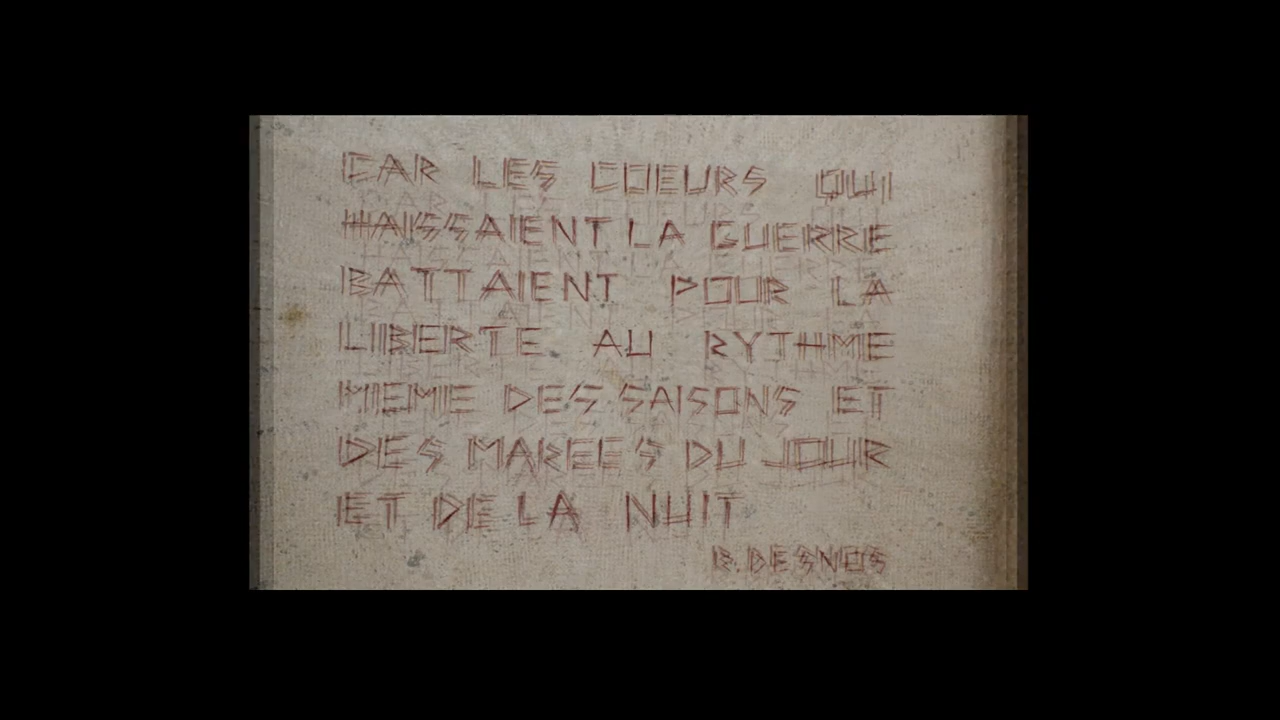 CAR LES COEURS QUI
HAISSAIENT LA GUERRE
BATTAIENT POUR LA
LIBERTE AU RYTHME
MEME DES SAISONS ET
DES MAREES DU JOUR
ET DE LA NUIT
R. DESNOS